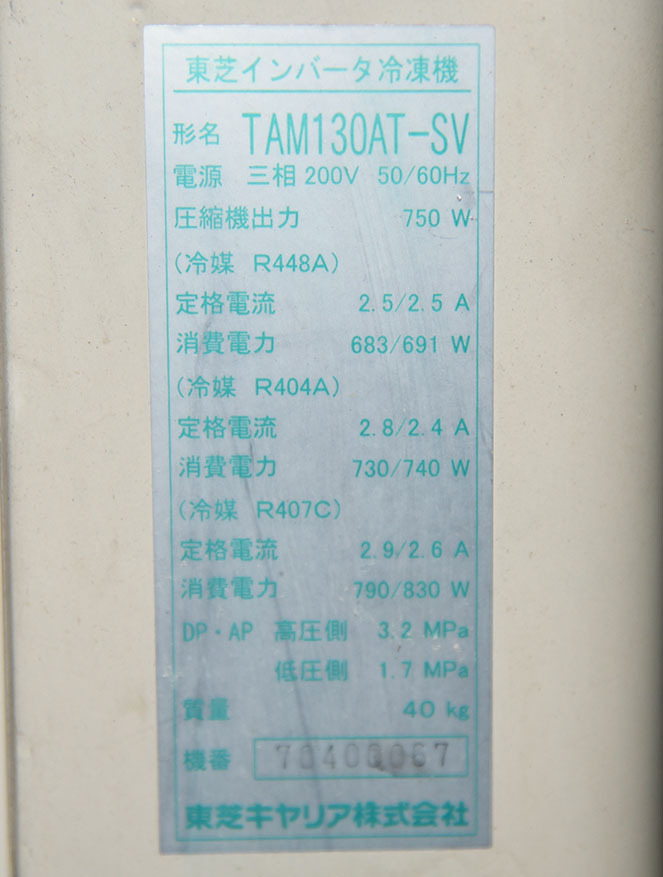 東芝インバータ冷凍機
形名 TAM130AT-SV
電源 三相 200V 50/60Hz
圧縮機出力 750 W
(冷媒 R448A)
定格電流 2.5/2.5 A
消費電力 683/691 W
(冷媒 R404A)
定格電流 2.8/2.4 A
消費電力 730/740 W
(冷媒 R407C)
定格電流 2.9/2.6 A
消費電力 790/830 W
DP・AP 高圧側 3.2 MPa
低圧側 1.7 MPa
質量 40 kg
機番 70400067
東芝キヤリア株式会社